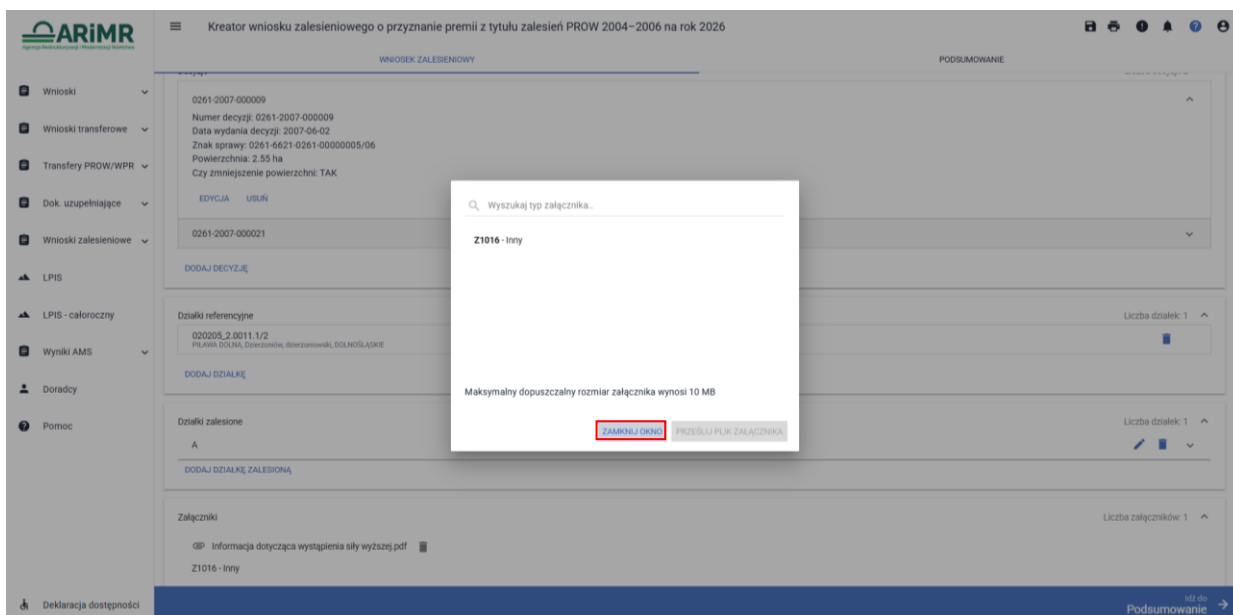 ARiMR
Agencja Restrukturyzacji i Modernizacji Rolnictwa
Kreator wniosku zalesieniowego o przyznanie premii z tytułu zalesień PROW 2004–2006 na rok 2026
WNIOSEK ZALESIENIOWY
PODSUMOWANIE
Wnioski
Wnioski transferowe
Transfery PROW/WPR
Dok. uzupełniające
Wnioski zalesieniowe
LPIS
LPIS - całoroczny
Wyniki AMS
Doradcy
Pomoc
Deklaracja dostępności
0261-2007-000009
Numer decyzji: 0261-2007-000009
Data wydania decyzji: 2007-06-02
Znak sprawy: 0261-6621-0261-00000005/06
Powierzchnia: 2.55 ha
Czy zmniejszenie powierzchni: TAK
EDYCJA USUŃ
0261-2007-000021
DODAJ DECYZJĘ
Działki referencyjne
Liczba działek: 1
020205_2.0011.1/2
PIŁAWA DOLNA, Dzierżoniów, dzierżoniowski, DOLNOŚLĄSKIE
DODAJ DZIAŁKĘ
Działki zalesione
Liczba działek: 1
A
DODAJ DZIAŁKĘ ZALESIONĄ
Załączniki
Liczba załączników: 1
Informacja dotycząca wystąpienia siły wyższej.pdf
Z1016 - Inny
Wyszukaj typ załącznika..
Z1016 - Inny
Maksymalny dopuszczalny rozmiar załącznika wynosi 10 MB
ZAMKNIJ OKNO PRZEŚLIJ PLIK ZAŁĄCZNIKA
Idź do
Podsumowanie